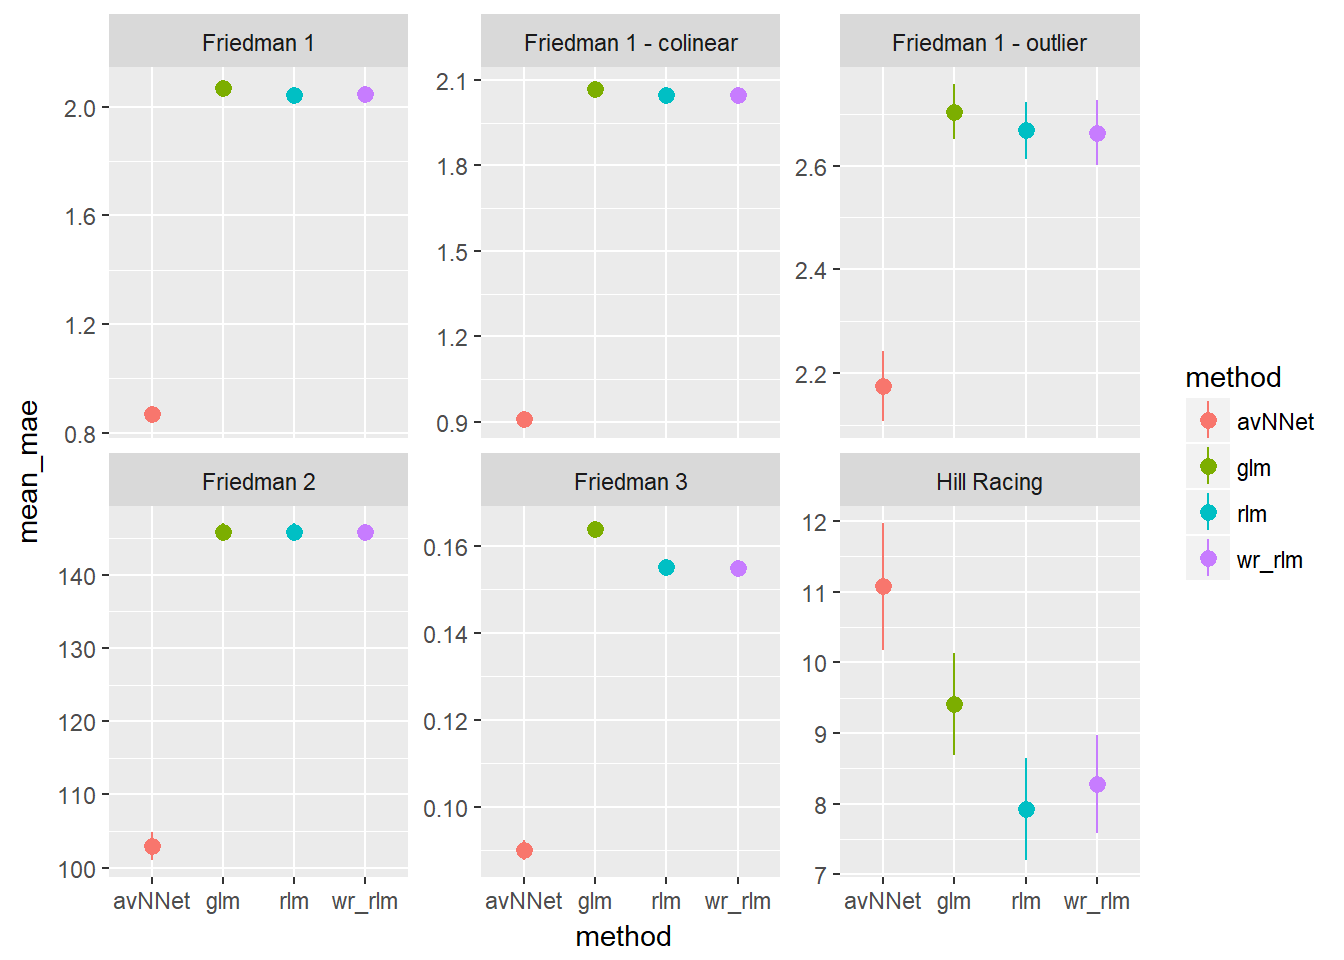 Friedman 1
Friedman 1 - colinear
Friedman 1 - outlier
2.0
1.6
1.2
0.8
2.1
1.8
1.5
1.2
0.9
2.6
2.4
2.2
Friedman 2
Friedman 3
Hill Racing
140
130
120
110
100
0.16
0.14
0.12
0.10
12
11
10
9
8
7
avNNet glm rlm wr_rlm
avNNet glm rlm wr_rlm
avNNet glm rlm wr_rlm
method
mean_mae
method
avNNet
glm
rlm
wr_rlm